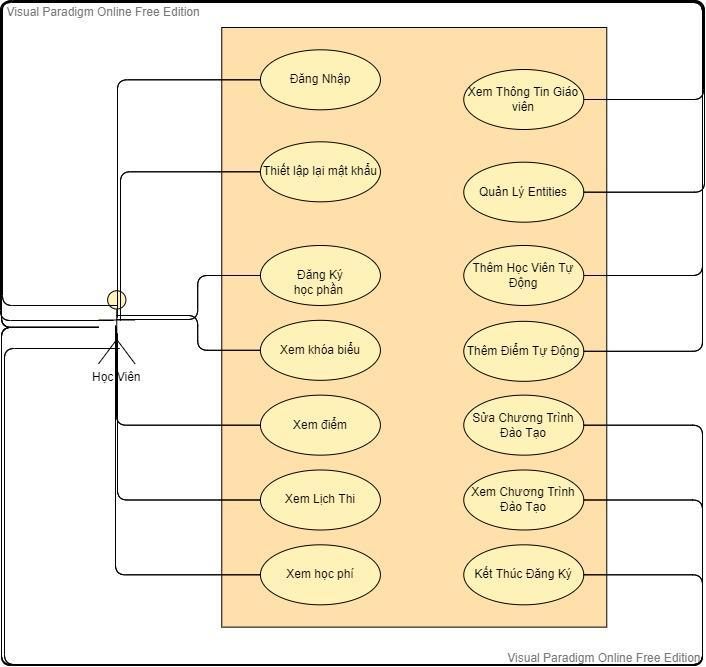 Visual Paradigm Online Free Edition
Đăng Nhập
Thiết lập lại mật khẩu
Đăng Ký
học phần
Xem khóa biểu
Xem điểm
Xem Lịch Thi
Xem học phí
Xem Thông Tin Giáo
viên
Quản Lý Entities
Thêm Học Viên Tự
Động
Thêm Điểm Tự Động
Sửa Chương Trình
Đào Tạo
Xem Chương Trình
Đào Tạo
Kết Thúc Đăng Ký
Học Viên
Visual Paradigm Online Free Edition